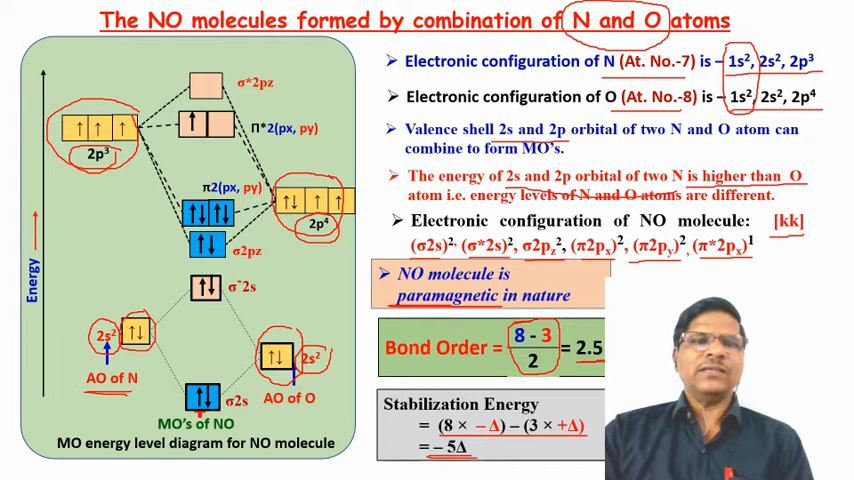 The NO molecules formed by combination of N and O atoms
σ*2pz
Π*2(px, py)
2p³
π2(px, py)
2p⁴
σ2pz
σ*2s
2s²
2s²
AO of N
AO of O
σ2s
MO's of NO
MO energy level diagram for NO molecule
Energy
➢ Electronic configuration of N (At. No.-7) is – 1s², 2s², 2p³
➢ Electronic configuration of O (At. No.-8) is – 1s², 2s², 2p⁴
➢ Valence shell 2s and 2p orbital of two N and O atom can
combine to form MO's.
➢ The energy of 2s and 2p orbital of two N is higher than O
atom i.e. energy levels of N and O atoms are different.
➢ Electronic configuration of NO molecule: [kk]
(σ2s)², (σ*2s)², σ2pz², (π2px)², (π2py)², (π*2px)¹
➢ NO molecule is
paramagnetic in nature
Bond Order = 8 - 3 / 2 = 2.5
Stabilization Energy
= (8 × – Δ) – (3 × +Δ)
= – 5Δ